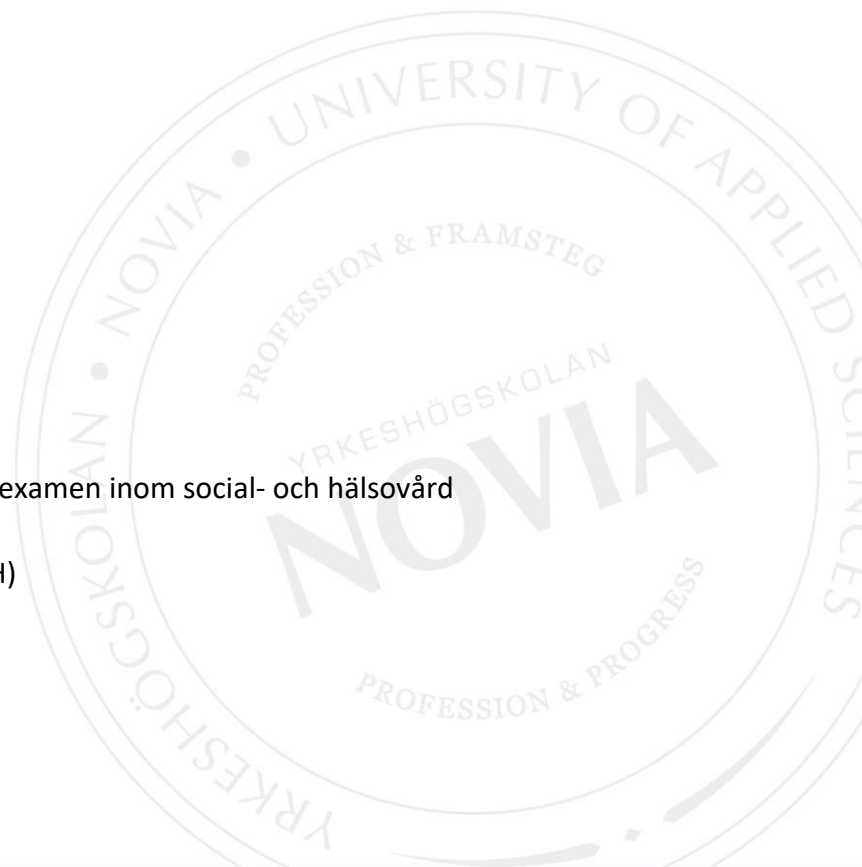 UNIVERSITY OF APPLIED SCIENCES
YRKESHÖGSKOLAN • NOVIA •
PROFESSION & FRAMSTEG
YRKESHÖGSKOLAN
NOVIA
PROFESSION & PROGRESS
examen inom social- och hälsovård
H)